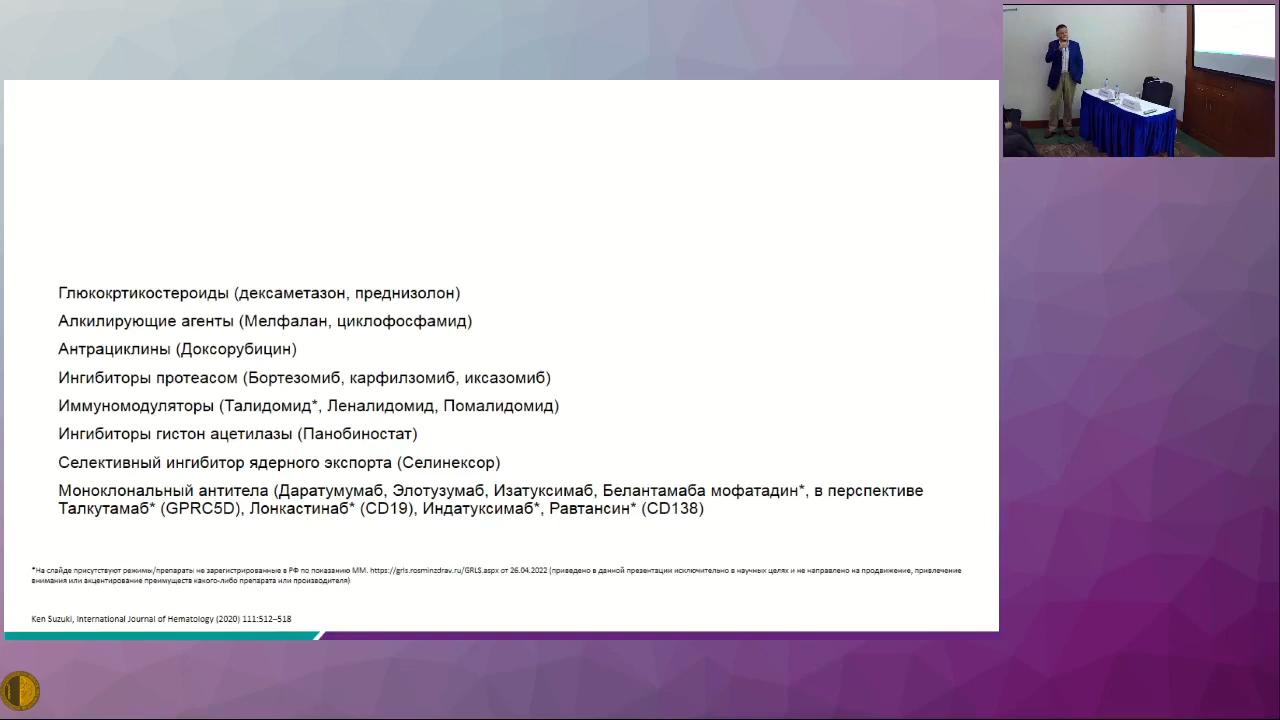 Глюкокртикостероиды (дексаметазон, преднизолон)
Алкилирующие агенты (Мелфалан, циклофосфамид)
Антрациклины (Доксорубицин)
Ингибиторы протеасом (Бортезомиб, карфилзомиб, иксазомиб)
Иммуномодуляторы (Талидомид*, Леналидомид, Помалидомид)
Ингибиторы гистон ацетилазы (Панобиностат)
Селективный ингибитор ядерного экспорта (Селинексор)
Моноклональный антитела (Даратумумаб, Элотузумаб, Изатуксимаб, Белантамаба мофатадин*, в перспективе
Талкутамаб* (GPRC5D), Лонкастинаб* (CD19), Индатуксимаб*, Равтансин* (CD138)
*На слайде присутствуют режимы/препараты не зарегистрированные в РФ по показанию ММ. https://grls.rosminzdrav.ru/GRLS.aspx от 26.04.2022 (приведено в данной презентации исключительно в научных целях и не направлено на продвижение, привлечение
внимания или акцентирование преимуществ какого-либо препарата или производителя)
Ken Suzuki, International Journal of Hematology (2020) 111:512–518